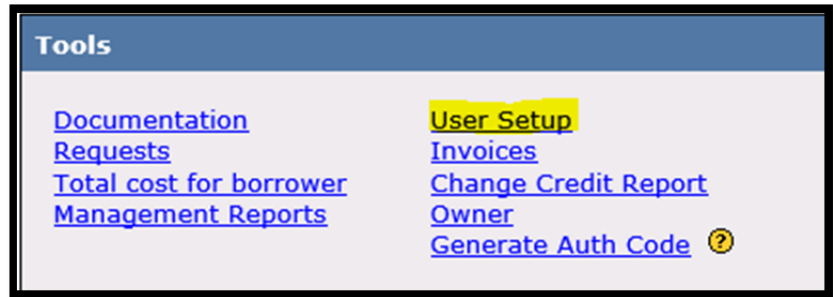 Tools
Documentation
Requests
Total cost for borrower
Management Reports
User Setup
Invoices
Change Credit Report
Owner
Generate Auth Code ?